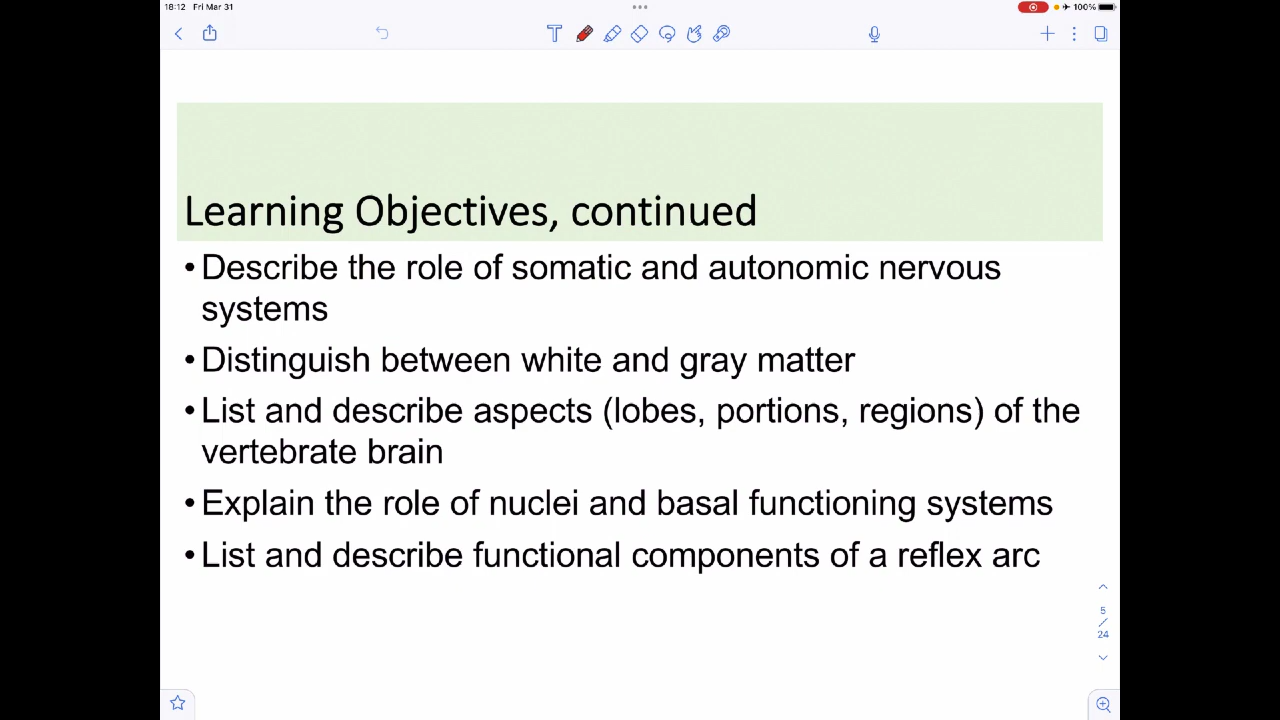 18:12 Fri Mar 31
100%
T
Learning Objectives, continued
•Describe the role of somatic and autonomic nervous
systems
•Distinguish between white and gray matter
•List and describe aspects (lobes, portions, regions) of the
vertebrate brain
•Explain the role of nuclei and basal functioning systems
•List and describe functional components of a reflex arc
5
/
24